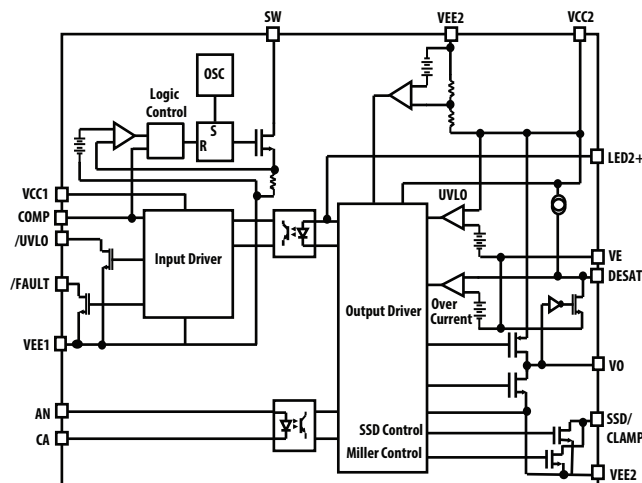 SW
VEE2
VCC2
OSC
Logic
Control
S
R
LED2+
VCC1
UVLO
COMP
/UVLO
Input Driver
VE
/FAULT
DESAT
Output Driver
Over
Current
VEE1
VO
AN
SSD/
CLAMP
CA
SSD Control
Miller Control
VEE2